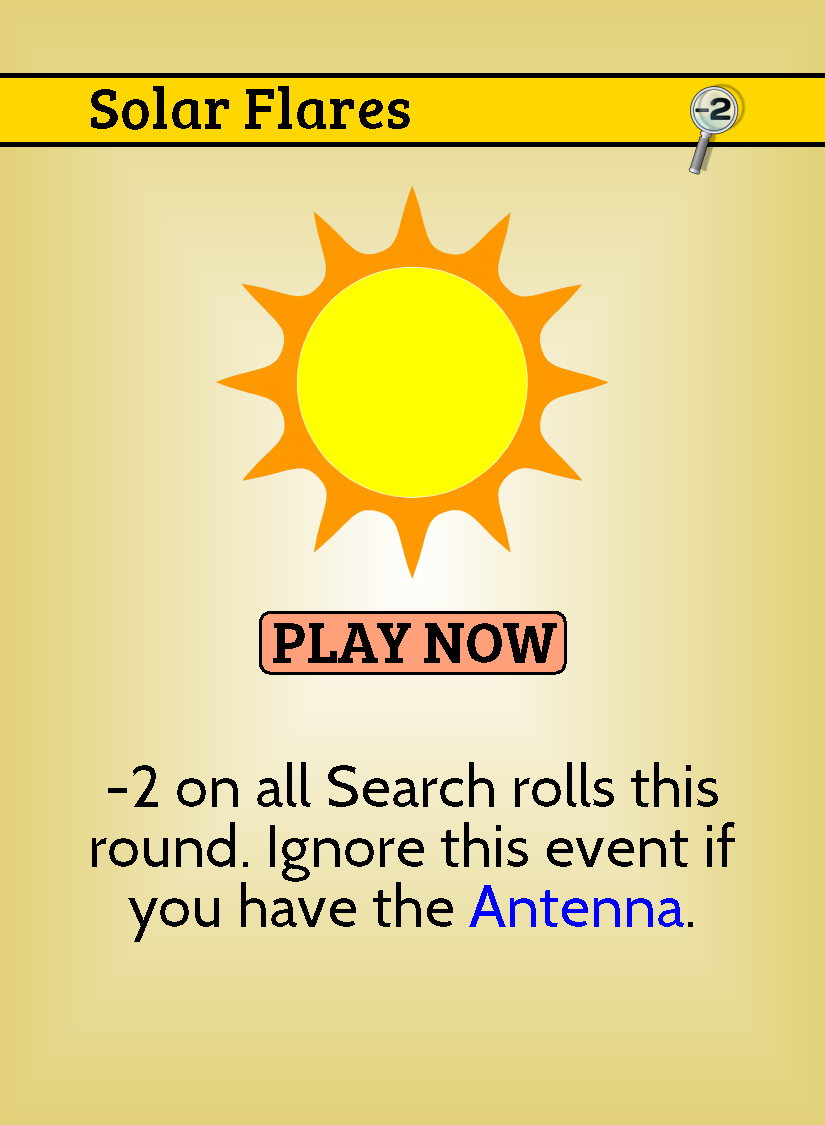 Solar Flares
-2
PLAY NOW
-2 on all Search rolls this
round. Ignore this event if
you have the Antenna.